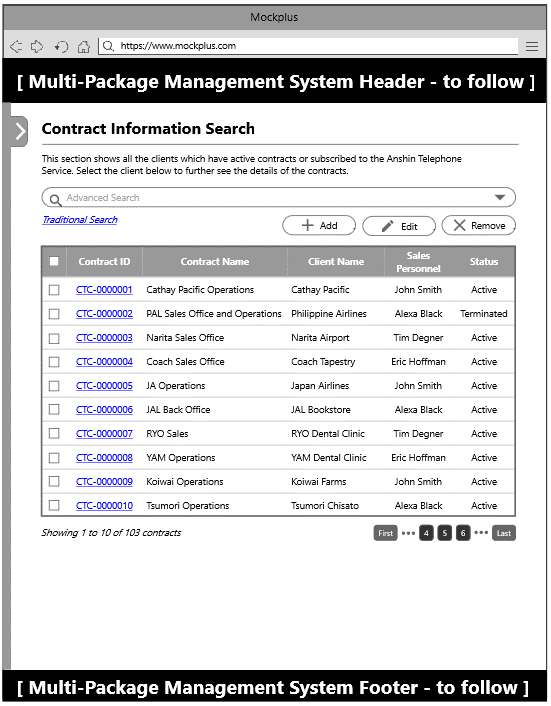 Mockplus
https://www.mockplus.com
[ Multi-Package Management System Header - to follow ]
Contract Information Search
This section shows all the clients which have active contracts or subscribed to the Anshin Telephone
Service. Select the client below to further see the details of the contracts.
Advanced Search
Traditional Search
Add
Edit
Remove
Contract ID Contract Name Client Name Sales Personnel Status
CTC-0000001 Cathay Pacific Operations Cathay Pacific John Smith Active
CTC-0000002 PAL Sales Office and Operations Philippine Airlines Alexa Black Terminated
CTC-0000003 Narita Sales Office Narita Airport Tim Degner Active
CTC-0000004 Coach Sales Office Coach Tapestry Eric Hoffman Active
CTC-0000005 JA Operations Japan Airlines John Smith Active
CTC-0000006 JAL Back Office JAL Bookstore Alexa Black Active
CTC-0000007 RYO Sales RYO Dental Clinic Tim Degner Active
CTC-0000008 YAM Operations YAM Dental Clinic Eric Hoffman Active
CTC-0000009 Koiwai Operations Koiwai Farms John Smith Active
CTC-0000010 Tsumori Operations Tsumori Chisato Alexa Black Active
Showing 1 to 10 of 103 contracts
First ••• 4 5 6 ••• Last
[ Multi-Package Management System Footer - to follow ]